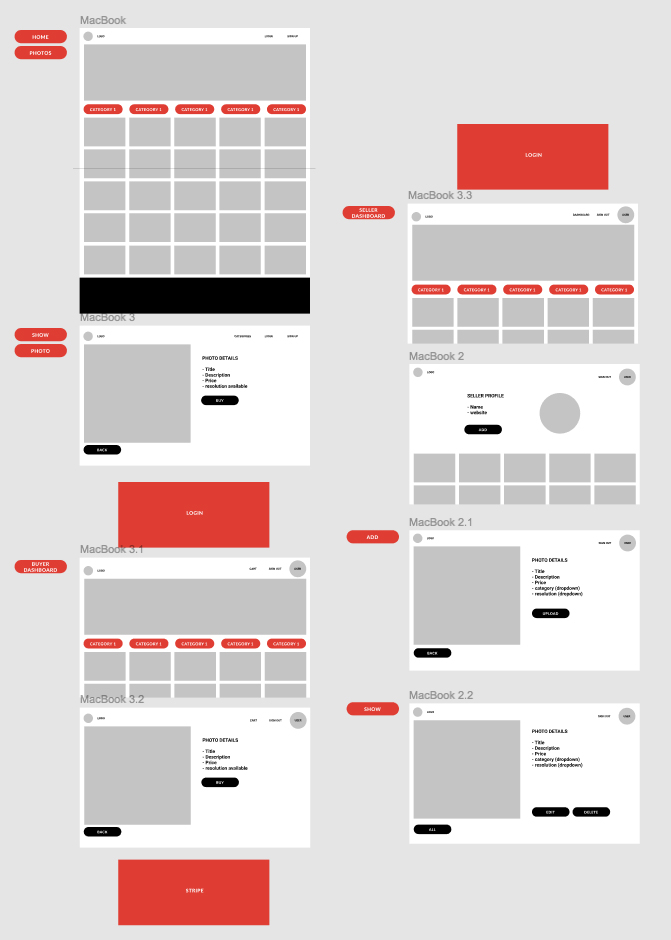 MacBook
HOME
PHOTOS
LOGO
LOGIN
SIGN UP
CATEGORY 1
CATEGORY 1
CATEGORY 1
CATEGORY 1
CATEGORY 1
MacBook 3
SHOW
PHOTO
LOGO
CATEGORIES
LOGIN
SIGN UP
PHOTO DETAILS
- Title
- Description
- Price
- resolution available
BUY
BACK
LOGIN
MacBook 3.1
BUYER
DASHBOARD
LOGO
CART
SIGN OUT
USER
CATEGORY 1
CATEGORY 1
CATEGORY 1
CATEGORY 1
CATEGORY 1
MacBook 3.2
LOGO
CART
SIGN OUT
USER
PHOTO DETAILS
- Title
- Description
- Price
- resolution available
BUY
BACK
STRIPE
LOGIN
MacBook 3.3
SELLER
DASHBOARD
LOGO
DASHBOARD
SIGN OUT
USER
CATEGORY 1
CATEGORY 1
CATEGORY 1
CATEGORY 1
CATEGORY 1
MacBook 2
LOGO
SIGN OUT
USER
SELLER PROFILE
- Name
- website
ADD
MacBook 2.1
ADD
LOGO
SIGN OUT
USER
PHOTO DETAILS
- Title
- Description
- Price
- category (dropdown)
- resolution (dropdown)
UPLOAD
BACK
MacBook 2.2
SHOW
LOGO
SIGN OUT
USER
PHOTO DETAILS
- Title
- Description
- Price
- category (dropdown)
- resolution (dropdown)
EDIT
DELETE
ALL